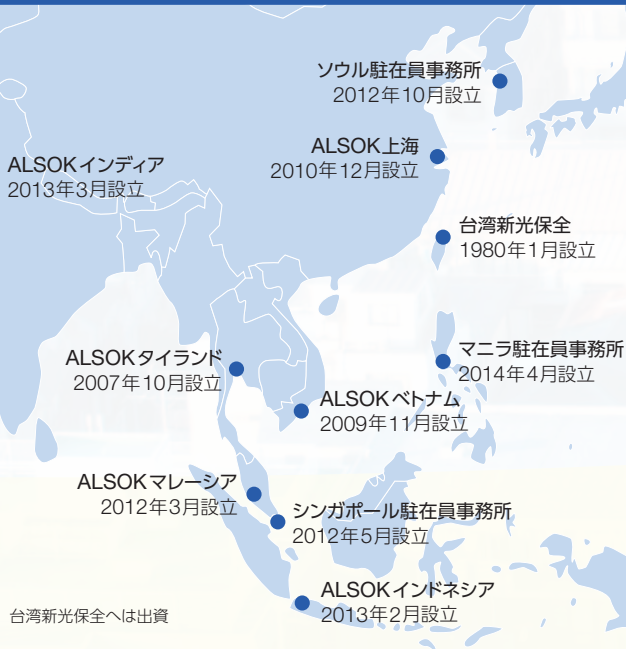 ソウル駐在員事務所
2012年10月設立
ALSOK上海
2010年12月設立
ALSOKインディア
2013年3月設立
台湾新光保全
1980年1月設立
マニラ駐在員事務所
2014年4月設立
ALSOKタイランド
2007年10月設立
ALSOKベトナム
2009年11月設立
ALSOKマレーシア
2012年3月設立
シンガポール駐在員事務所
2012年5月設立
ALSOKインドネシア
2013年2月設立
台湾新光保全へは出資